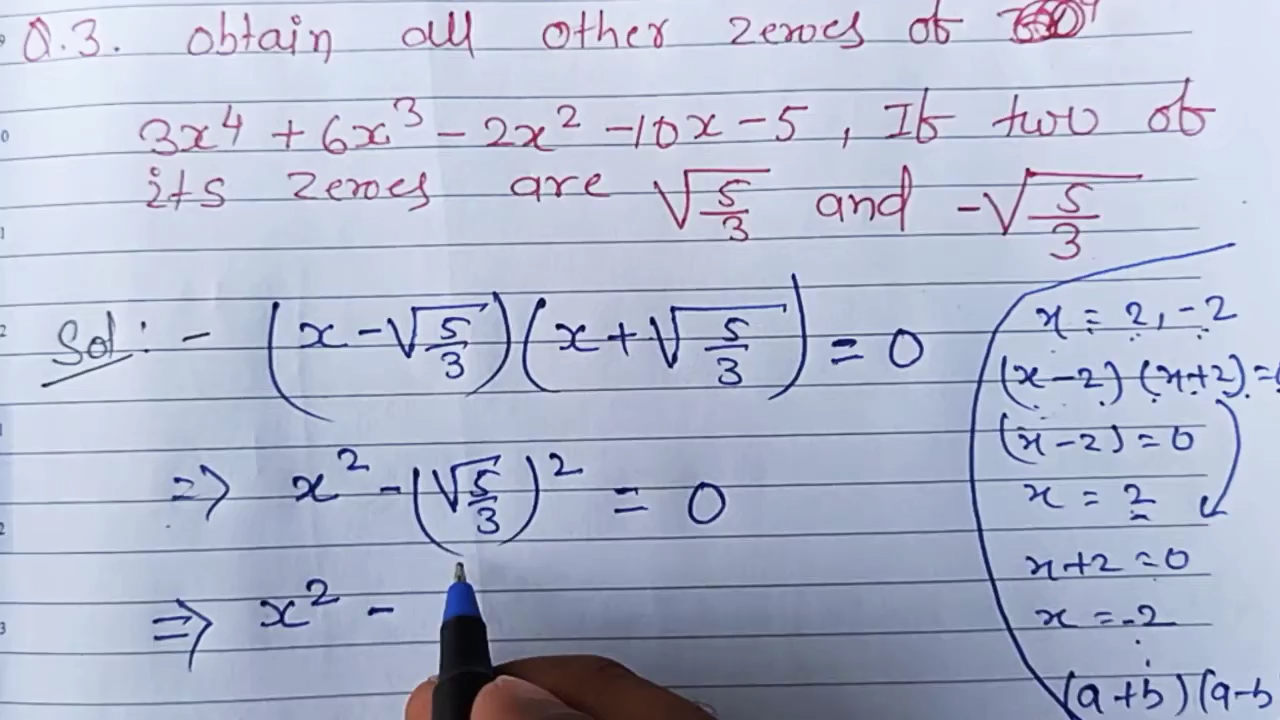 Q.3. obtain all other zeroes of
3x⁴ + 6x³ - 2x² - 10x - 5, If two of
its zeroes are √(5/3) and -√(5/3)
Sol: - (x - √(5/3))(x + √(5/3)) = 0
=> x² - (√(5/3))² = 0
=> x² -
x = 2, -2
(x-2) (x+2) =
(x-2) = 0
x = 2
x+2 = 0
x = -2
(a+b) (a-b